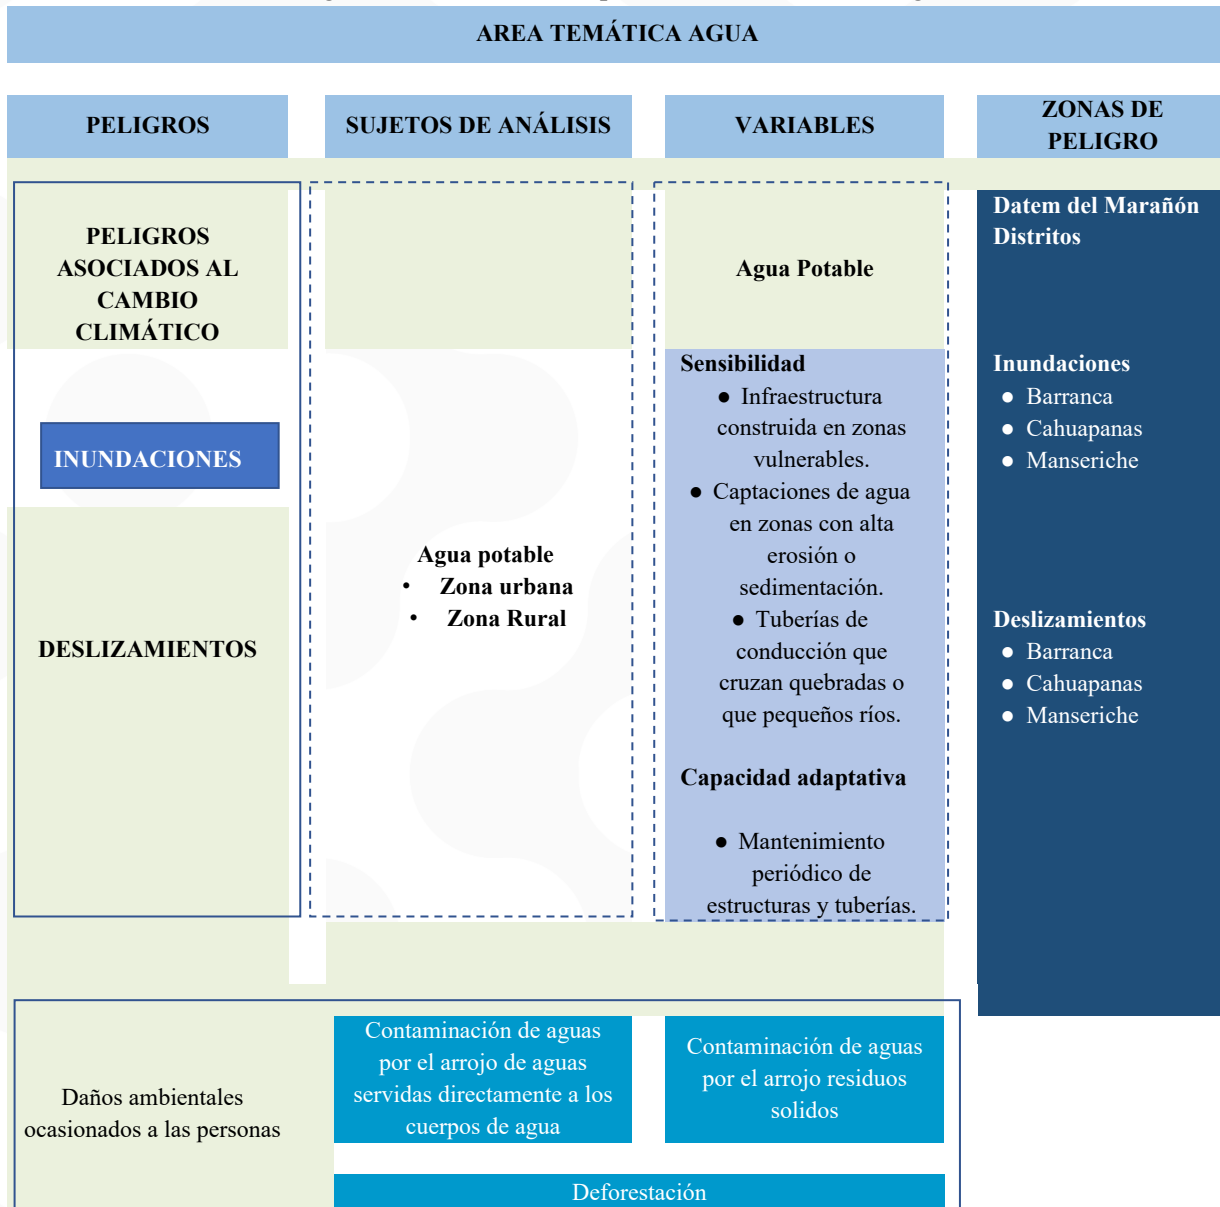 AREA TEMÁTICA AGUA
PELIGROS
SUJETOS DE ANÁLISIS
VARIABLES
ZONAS DE
PELIGRO
PELIGROS
ASOCIADOS AL
CAMBIO
CLIMÁTICO
INUNDACIONES
DESLIZAMIENTOS
Agua potable
• Zona urbana
• Zona Rural
Agua Potable
Sensibilidad
● Infraestructura
construida en zonas
vulnerables.
● Captaciones de agua
en zonas con alta
erosión o
sedimentación.
● Tuberías de
conducción que
cruzan quebradas o
que pequeños ríos.
Capacidad adaptativa
● Mantenimiento
periódico de
estructuras y tuberías.
Datem del Marañón
Distritos
Inundaciones
● Barranca
● Cahuapanas
● Manseriche
Deslizamientos
● Barranca
● Cahuapanas
● Manseriche
Daños ambientales
ocasionados a las personas
Contaminación de aguas
por el arrojo de aguas
servidas directamente a los
cuerpos de agua
Contaminación de aguas
por el arrojo residuos
solidos
Deforestación